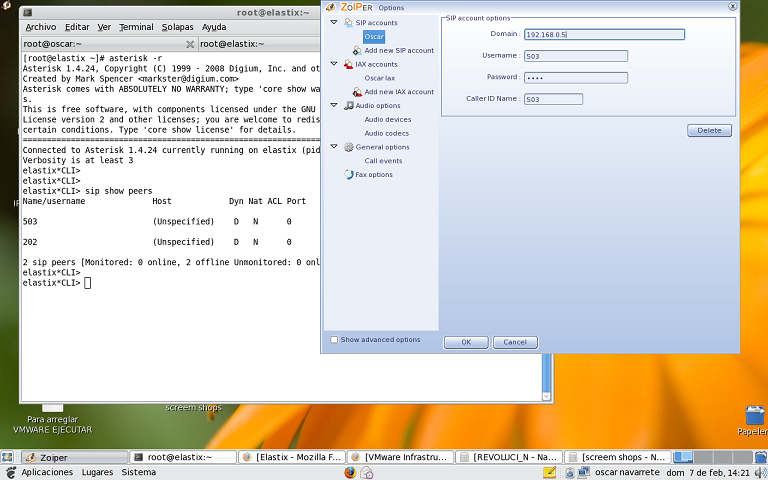 root@elastix:~
Archivo Editar Ver Terminal Solapas Ayuda
root@oscar:~
root@elastix:~
[root@elastix ~]# asterisk -r
Asterisk 1.4.24, Copyright (C) 1999 - 2008 Digium, Inc. and ot
Created by Mark Spencer <markster@digium.com>
Asterisk comes with ABSOLUTELY NO WARRANTY; type 'core show wa
s.
This is free software, with components licensed under the GNU
License version 2 and other licenses; you are welcome to redis
certain conditions. Type 'core show license' for details.
Connected to Asterisk 1.4.24 currently running on elastix (pid
Verbosity is at least 3
elastix*CLI>
elastix*CLI>
elastix*CLI> sip show peers
Name/username Host Dyn Nat ACL Port
503 (Unspecified) D N 0
202 (Unspecified) D N 0
2 sip peers [Monitored: 0 online, 2 offline Unmonitored: 0 onl
elastix*CLI>
elastix*CLI>
ZOIPER Options
SIP accounts
Oscar
Add new SIP account
IAX accounts
Oscar Iax
Add new IAX account
Audio options
Audio devices
Audio codecs
General options
Call events
Fax options
SIP account options
Domain : 192.168.0.5
Username : 503
Password : ••••
Caller ID Name : 503
Delete
Show advanced options
OK
Cancel
Para arreglar
VMWARE EJECUTAR
screem shops
Papeler
Zoiper
root@elastix:~
[Elastix - Mozilla F...
[VMware Infrastru...
[REVOLUCI_N - Na...
[screem shops - N...
Aplicaciones Lugares Sistema
oscar navarrete dom 7 de feb, 14:21